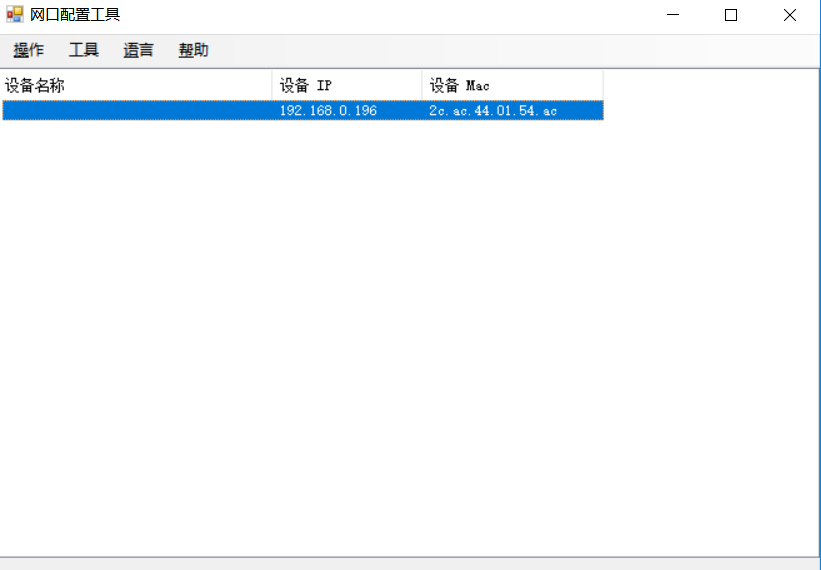 网口配置工具
操作 工具 语言 帮助
设备名称 设备 IP 设备 Mac
192.168.0.196 2c.ac.44.01.54.ac